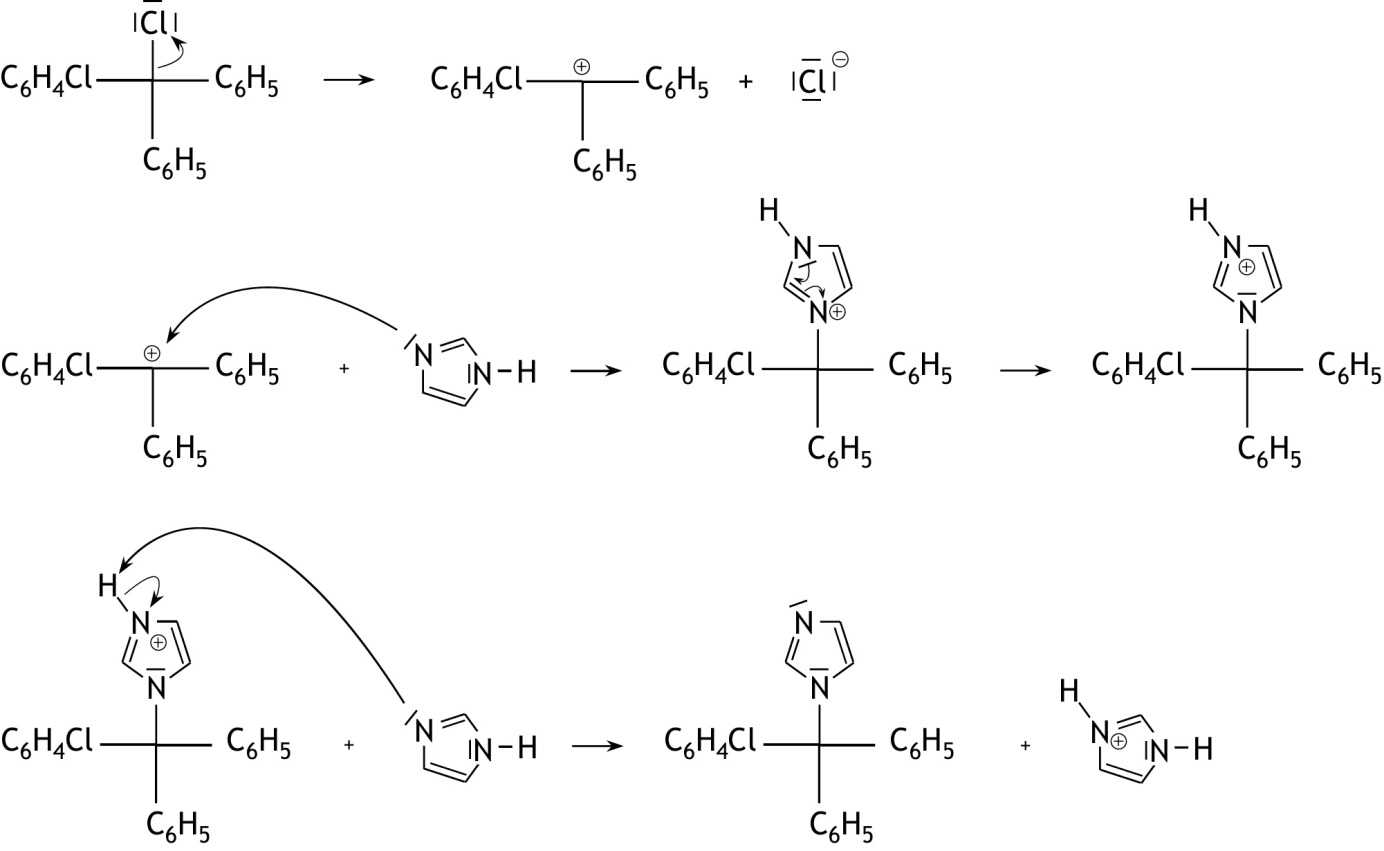 Cl
C₆H₄Cl C₆H₅ → C₆H₄Cl ⊕ C₆H₅ + Cl ⊖
C₆H₅ C₆H₅
H H
N N ⊕
N ⊕ N
C₆H₄Cl ⊕ C₆H₅ + N N–H → C₆H₄Cl C₆H₅ → C₆H₄Cl C₆H₅
C₆H₅ C₆H₅ C₆H₅
H
N ⊕ N
N N H
C₆H₄Cl C₆H₅ + N N–H → C₆H₄Cl C₆H₅ + N ⊕ N–H
C₆H₅ C₆H₅